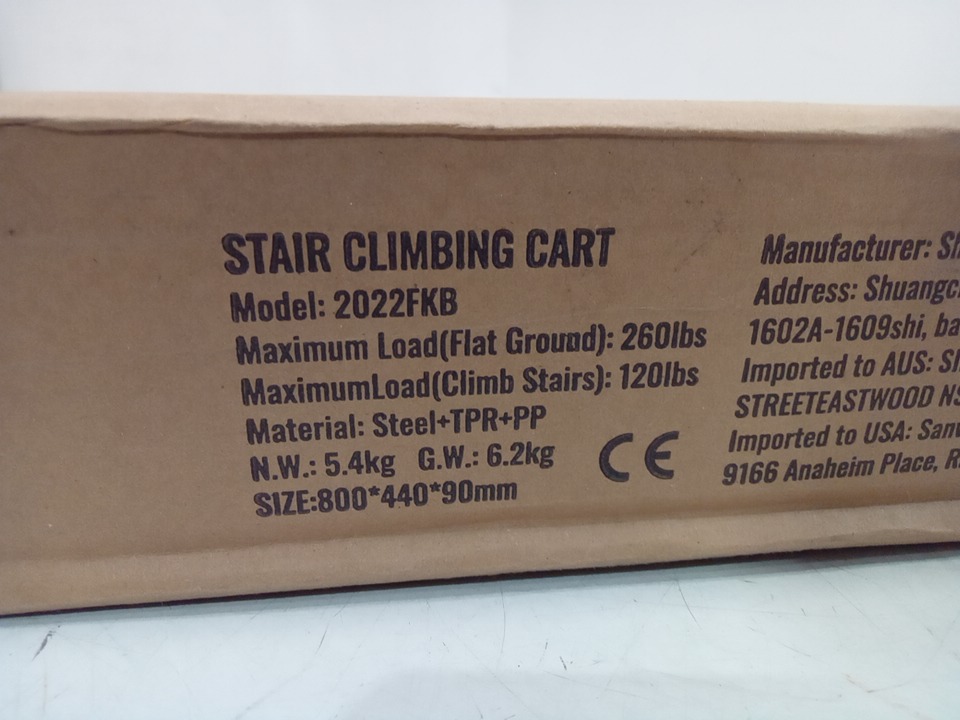 STAIR CLIMBING CART
Model: 2022FKB
Maximum Load(Flat Ground): 260lbs
MaximumLoad(Climb Stairs): 120lbs
Material: Steel+TPR+PP
N.W.: 5.4kg G.W.: 6.2kg
SIZE:800*440*90mm
CE
Manufacturer:
Address:
1602A-1609shi,
Imported to AUS:
STREETEASTWOOD
Imported to USA:
9166 Anaheim Place,